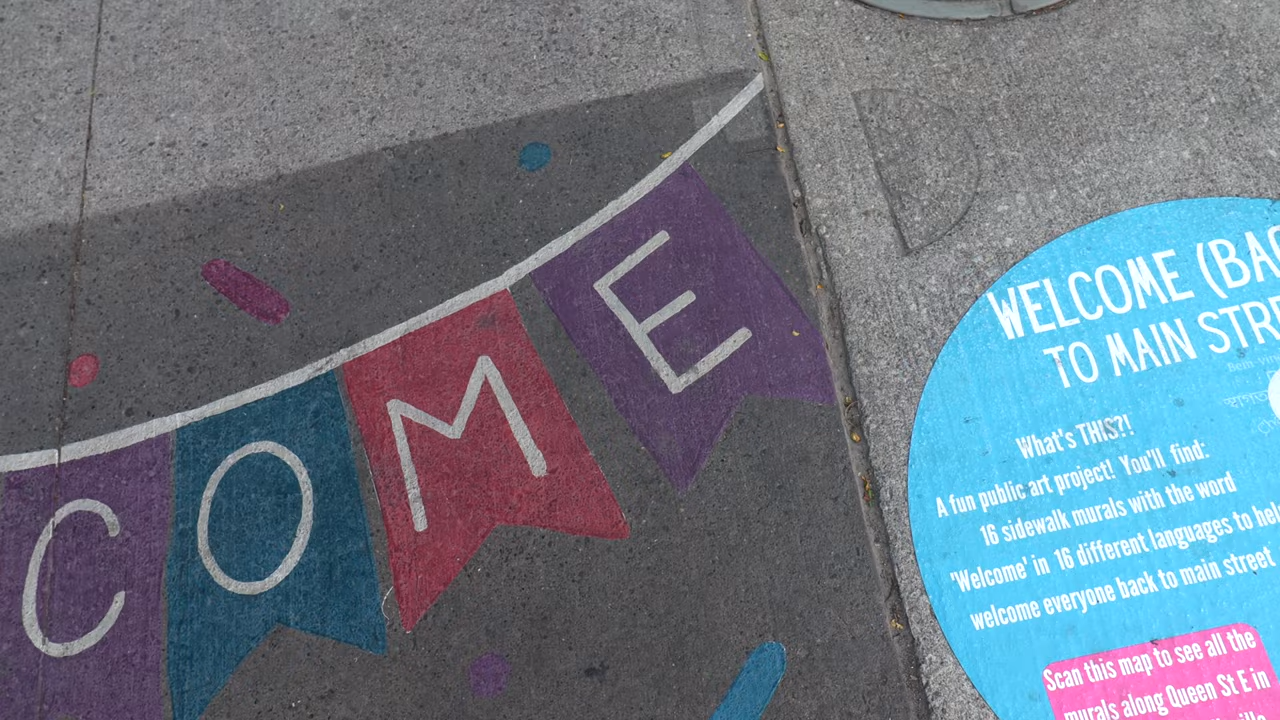 COME
WELCOME (BAC
TO MAIN STRE
What's THIS?!
A fun public art project! You'll find:
16 sidewalk murals with the word
'Welcome' in 16 different languages to help
welcome everyone back to main street
Scan this map to see all the
murals along Queen St E in